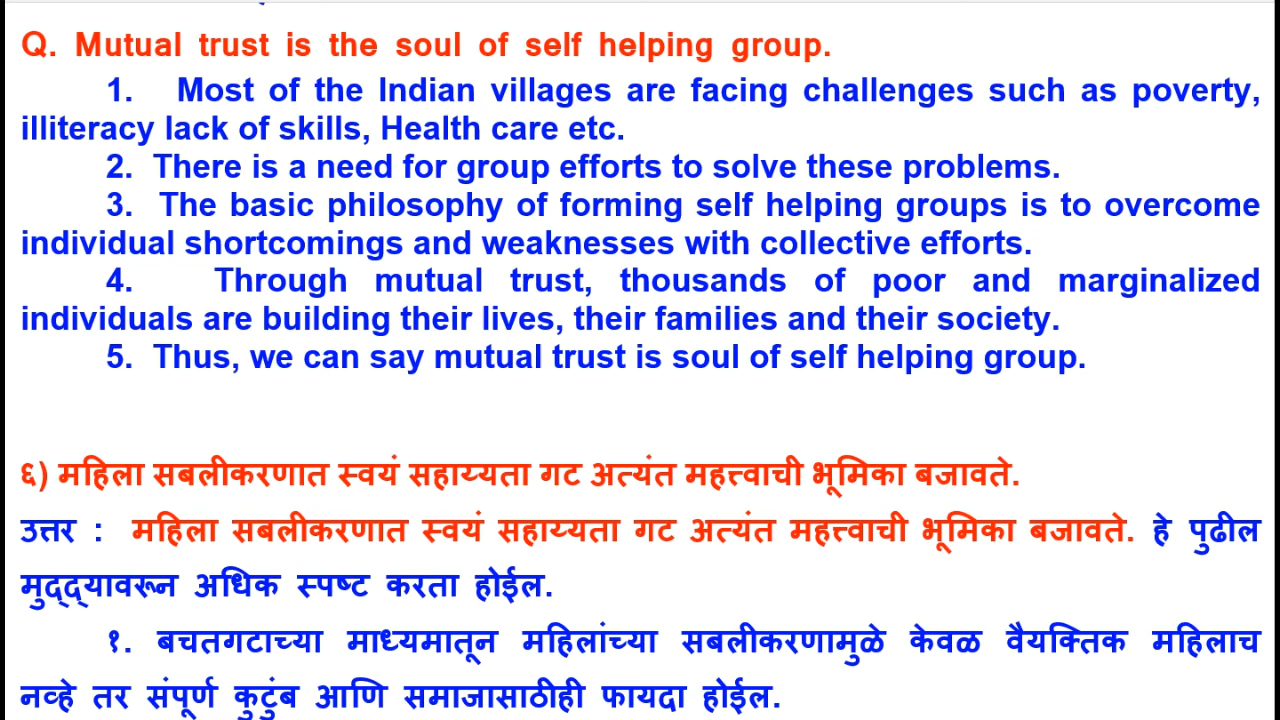 Q. Mutual trust is the soul of self helping group.
1. Most of the Indian villages are facing challenges such as poverty,
illiteracy lack of skills, Health care etc.
2. There is a need for group efforts to solve these problems.
3. The basic philosophy of forming self helping groups is to overcome
individual shortcomings and weaknesses with collective efforts.
4. Through mutual trust, thousands of poor and marginalized
individuals are building their lives, their families and their society.
5. Thus, we can say mutual trust is soul of self helping group.
६) महिला सबलीकरणात स्वयं सहाय्यता गट अत्यंत महत्त्वाची भूमिका बजावते.
उत्तर : महिला सबलीकरणात स्वयं सहाय्यता गट अत्यंत महत्त्वाची भूमिका बजावते. हे पुढील
मुद्द्यावरून अधिक स्पष्ट करता होईल.
१. बचतगटाच्या माध्यमातून महिलांच्या सबलीकरणामुळे केवळ वैयक्तिक महिलाच
नव्हे तर संपूर्ण कुटुंब आणि समाजासाठीही फायदा होईल.